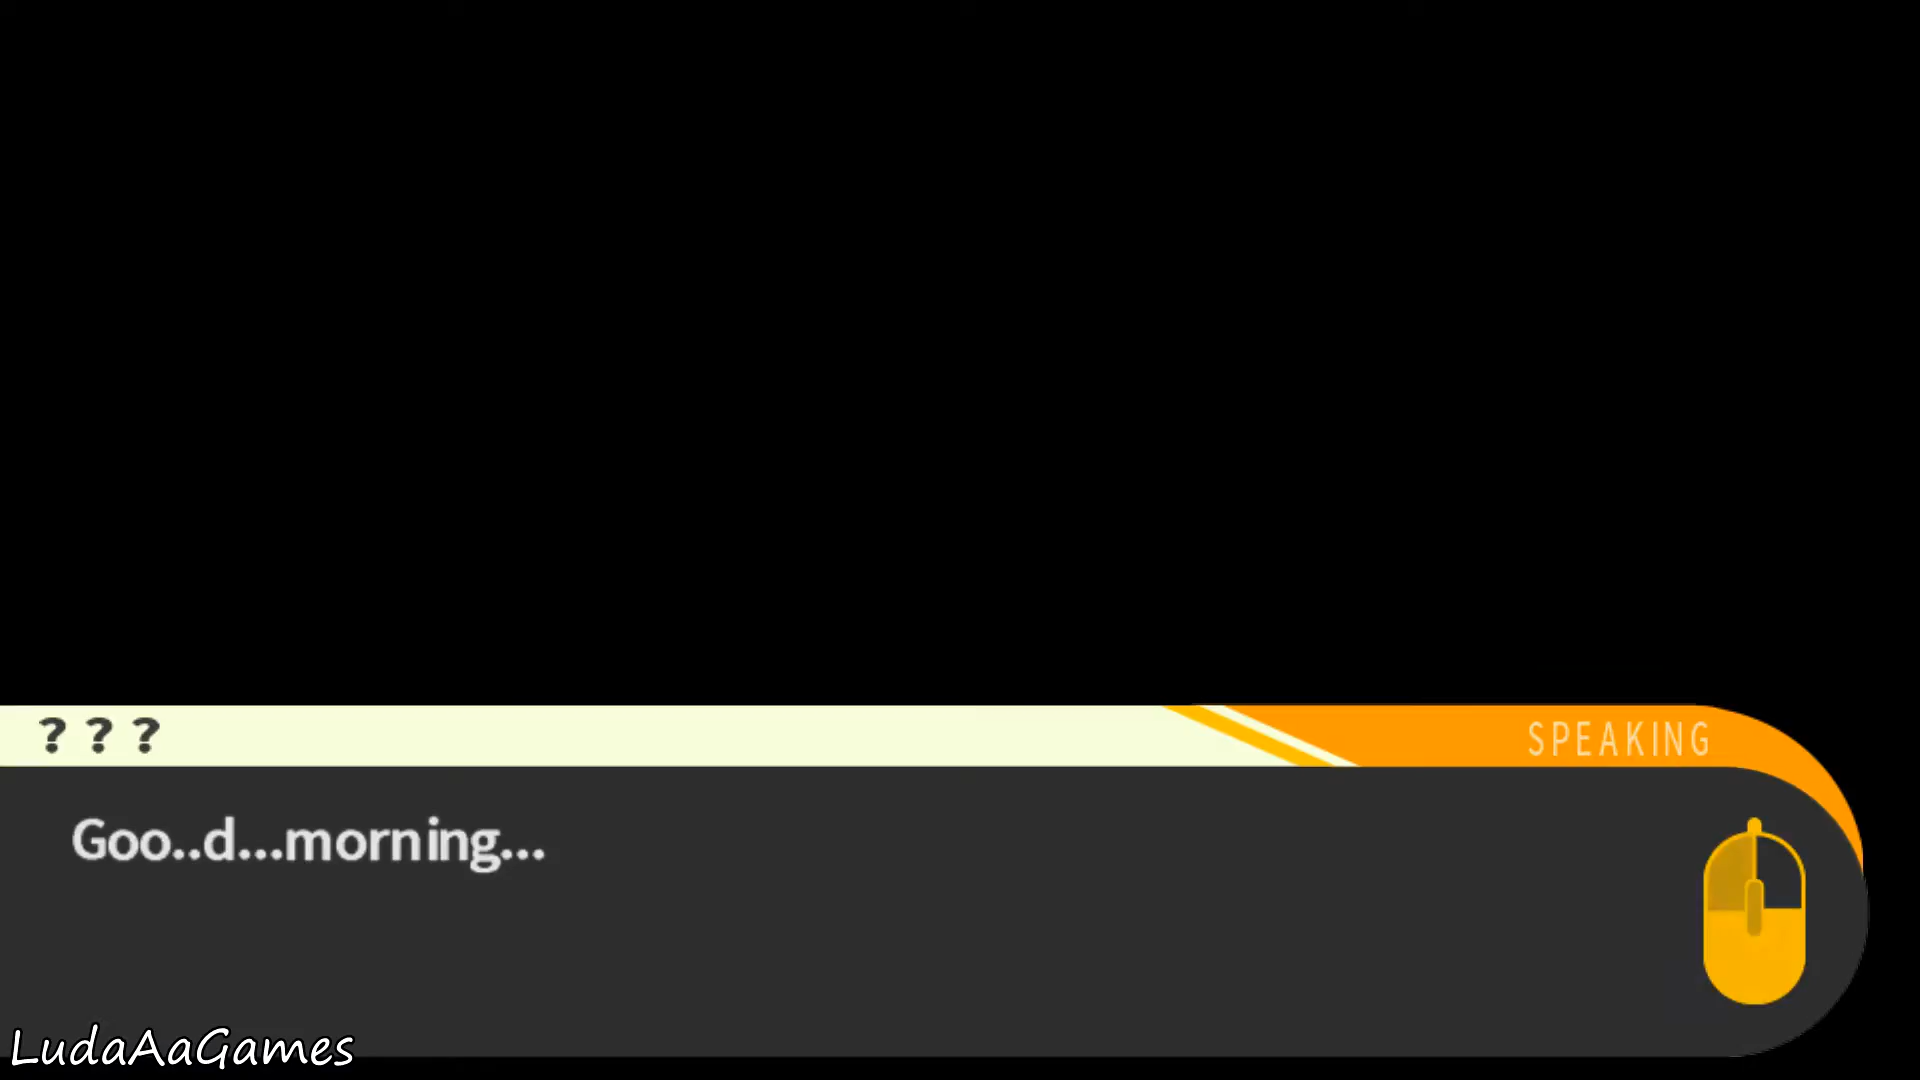 ? ? ?
SPEAKING
Goo..d...morning...
LudaAaGames